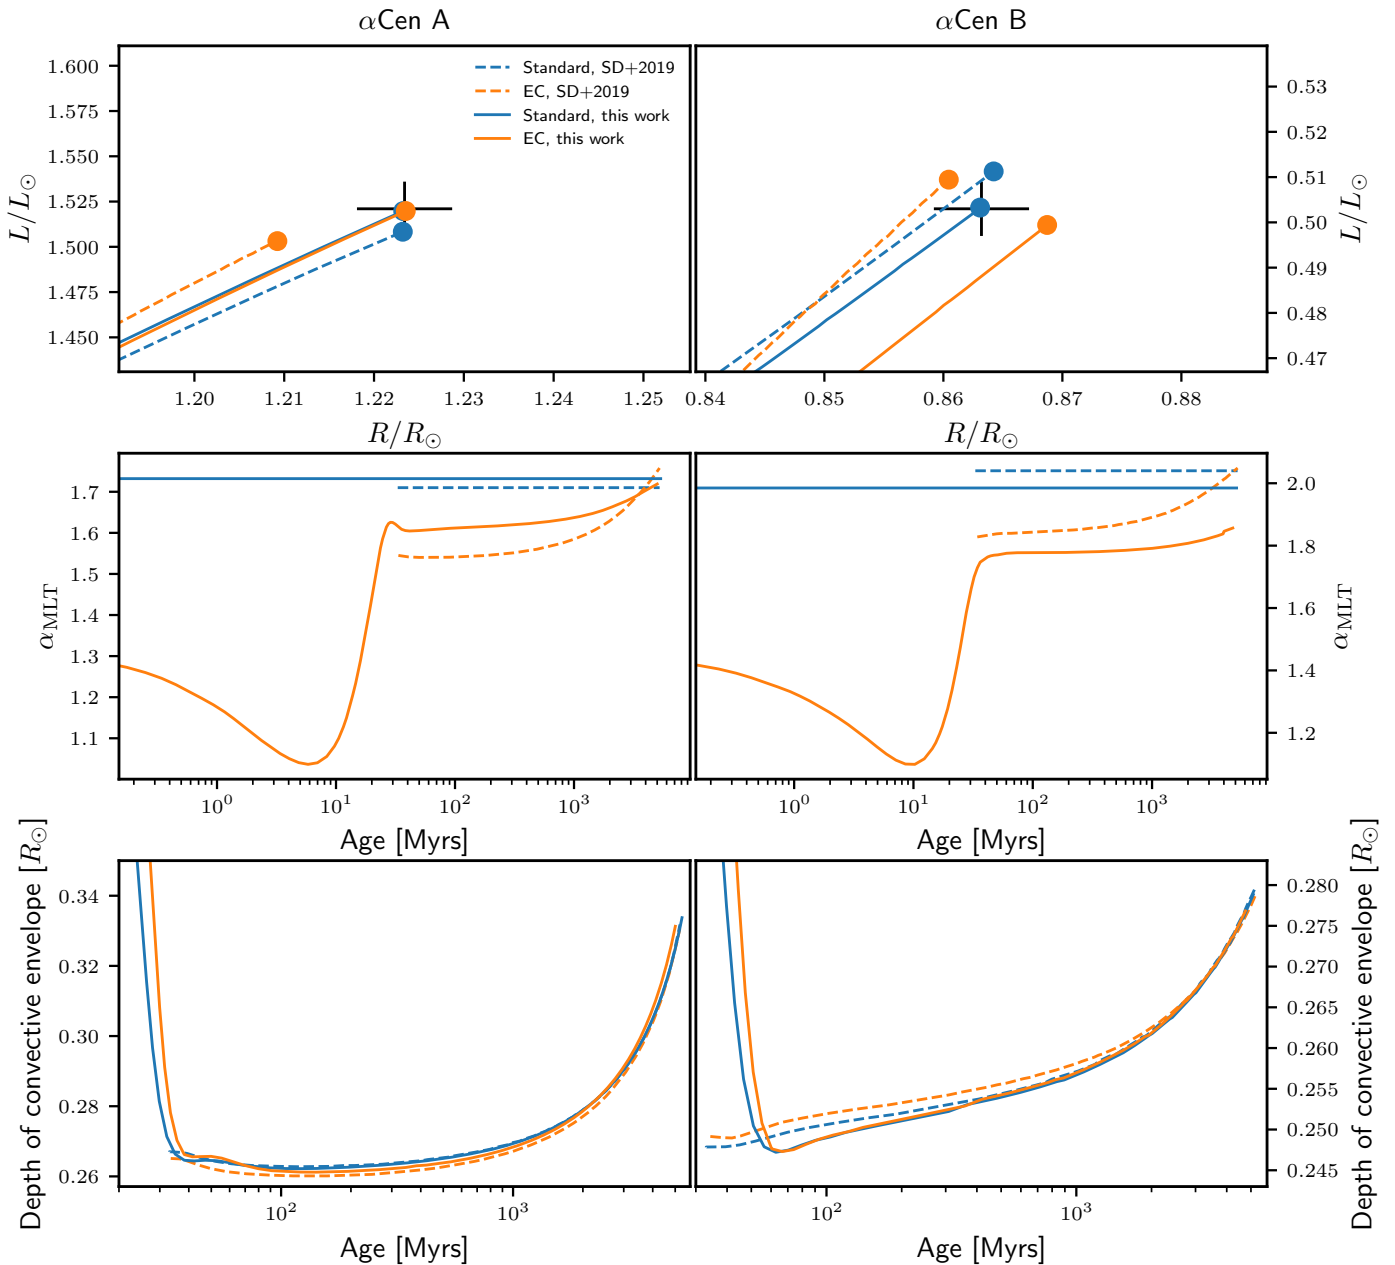 αCen A
αCen B
Standard, SD+2019
EC, SD+2019
Standard, this work
EC, this work
1.600
1.575
1.550
1.525
1.500
1.475
1.450
L/L⊙
1.20 1.21 1.22 1.23 1.24 1.25
R/R⊙
0.53
0.52
0.51
0.50
0.49
0.48
0.47
L/L⊙
0.84 0.85 0.86 0.87 0.88
R/R⊙
1.7
1.6
1.5
1.4
1.3
1.2
1.1
αMLT
10⁰ 10¹ 10² 10³
Age [Myrs]
2.0
1.8
1.6
1.4
1.2
αMLT
10⁰ 10¹ 10² 10³
Age [Myrs]
0.34
0.32
0.30
0.28
0.26
Depth of convective envelope [R⊙]
10² 10³
Age [Myrs]
0.280
0.275
0.270
0.265
0.260
0.255
0.250
0.245
Depth of convective envelope [R⊙]
10² 10³
Age [Myrs]